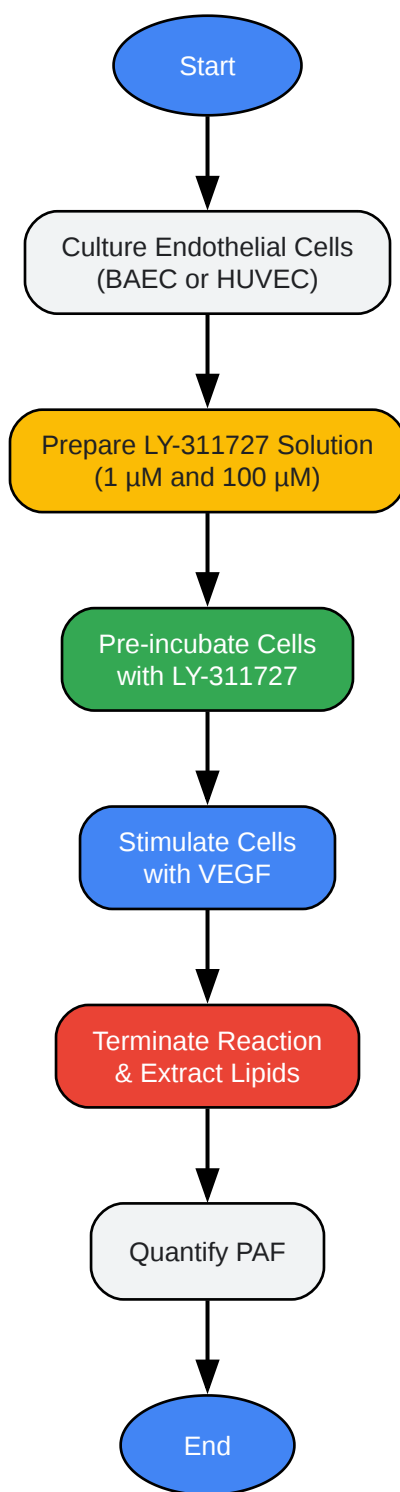 Start
Culture Endothelial Cells
(BAEC or HUVEC)
Prepare LY-311727 Solution
(1 µM and 100 µM)
Pre-incubate Cells
with LY-311727
Stimulate Cells
with VEGF
Terminate Reaction
& Extract Lipids
Quantify PAF
End